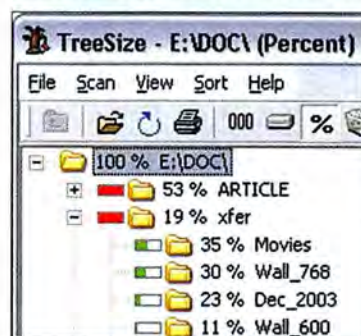 TreeSize - E:\DOC\ (Percent)
File Scan View Sort Help
000 %
100 % E:\DOC\
53 % ARTICLE
19 % xfer
35 % Movies
30 % Wall_768
23 % Dec_2003
11 % Wall_600